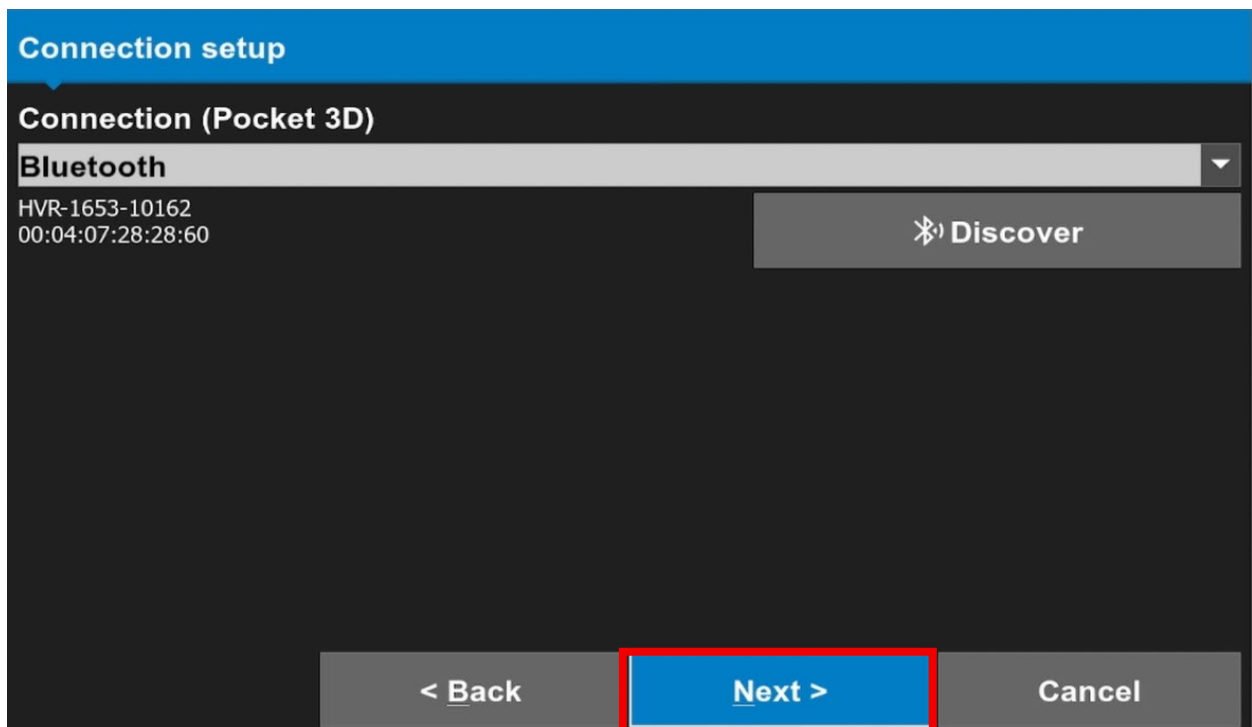 Connection setup
Connection (Pocket 3D)
Bluetooth
HVR-1653-10162
00:04:07:28:28:60
Discover
< Back
Next >
Cancel